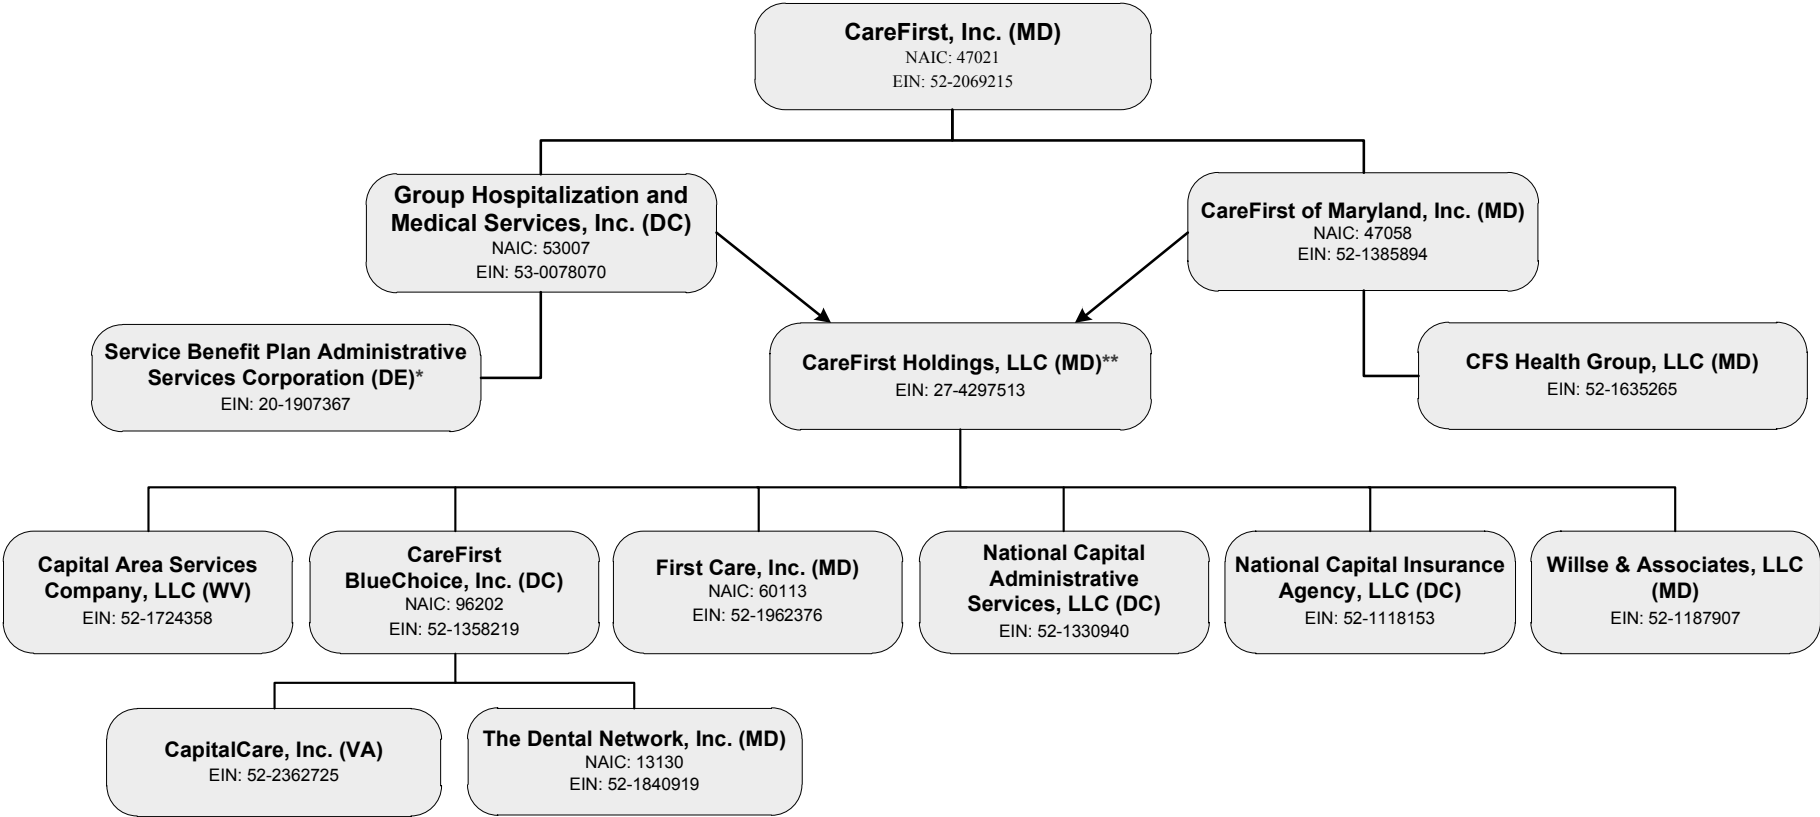 CareFirst, Inc. (MD)
NAIC: 47021
EIN: 52-2069215
Group Hospitalization and
Medical Services, Inc. (DC)
NAIC: 53007
EIN: 53-0078070
CareFirst of Maryland, Inc. (MD)
NAIC: 47058
EIN: 52-1385894
Service Benefit Plan Administrative
Services Corporation (DE)*
EIN: 20-1907367
CareFirst Holdings, LLC (MD)**
EIN: 27-4297513
CFS Health Group, LLC (MD)
EIN: 52-1635265
Capital Area Services
Company, LLC (WV)
EIN: 52-1724358
CareFirst
BlueChoice, Inc. (DC)
NAIC: 96202
EIN: 52-1358219
First Care, Inc. (MD)
NAIC: 60113
EIN: 52-1962376
National Capital
Administrative
Services, LLC (DC)
EIN: 52-1330940
National Capital Insurance
Agency, LLC (DC)
EIN: 52-1118153
Willse & Associates, LLC
(MD)
EIN: 52-1187907
CapitalCare, Inc. (VA)
EIN: 52-2362725
The Dental Network, Inc. (MD)
NAIC: 13130
EIN: 52-1840919